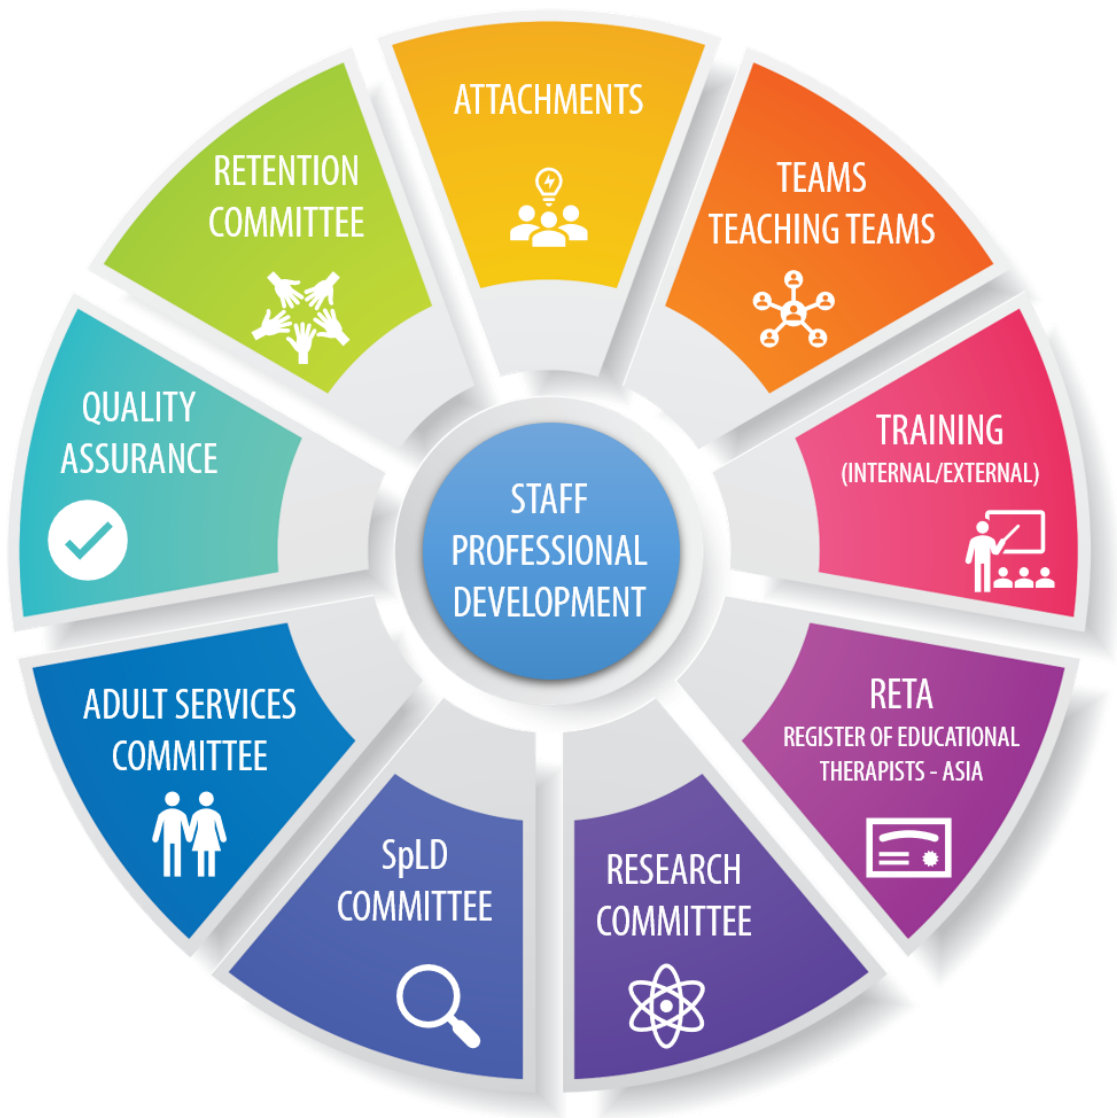 ATTACHMENTS
TEAMS
TEACHING TEAMS
TRAINING
(INTERNAL/EXTERNAL)
RETA
REGISTER OF EDUCATIONAL
THERAPISTS - ASIA
RESEARCH
COMMITTEE
SpLD
COMMITTEE
ADULT SERVICES
COMMITTEE
QUALITY
ASSURANCE
RETENTION
COMMITTEE
STAFF
PROFESSIONAL
DEVELOPMENT